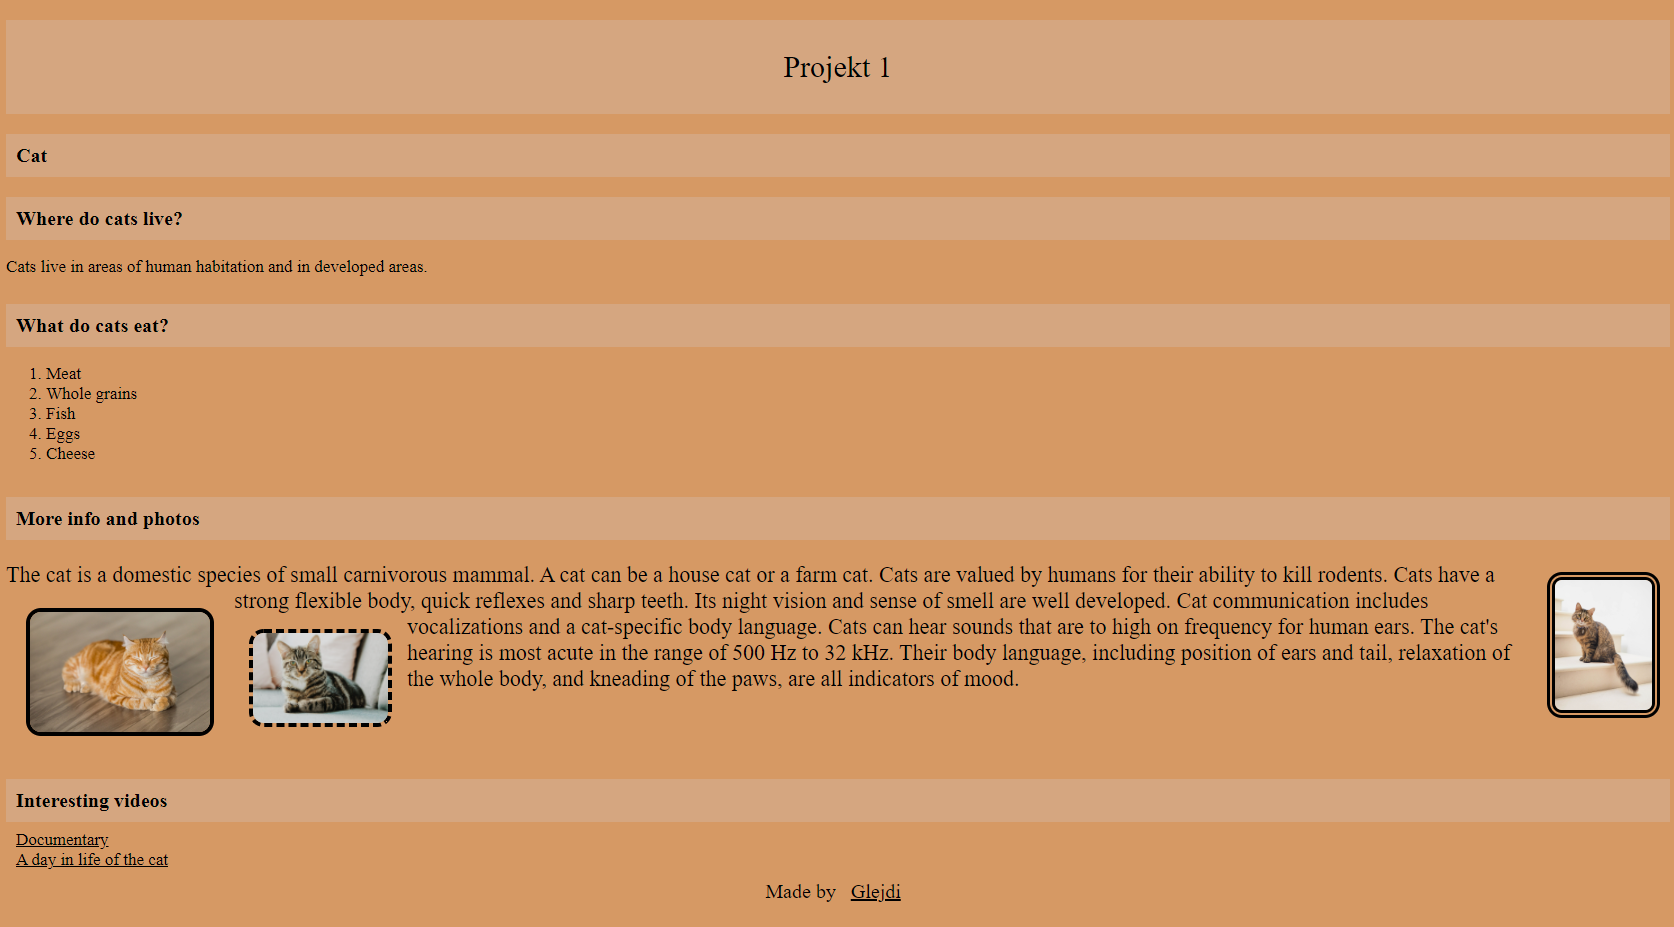 Projekt 1
Cat
Where do cats live?
Cats live in areas of human habitation and in developed areas.
What do cats eat?
1. Meat
2. Whole grains
3. Fish
4. Eggs
5. Cheese
More info and photos
The cat is a domestic species of small carnivorous mammal. A cat can be a house cat or a farm cat. Cats are valued by humans for their ability to kill rodents. Cats have a
strong flexible body, quick reflexes and sharp teeth. Its night vision and sense of smell are well developed. Cat communication includes
vocalizations and a cat-specific body language. Cats can hear sounds that are to high on frequency for human ears. The cat's
hearing is most acute in the range of 500 Hz to 32 kHz. Their body language, including position of ears and tail, relaxation of
the whole body, and kneading of the paws, are all indicators of mood.
Interesting videos
Documentary
A day in life of the cat
Made by Glejdi